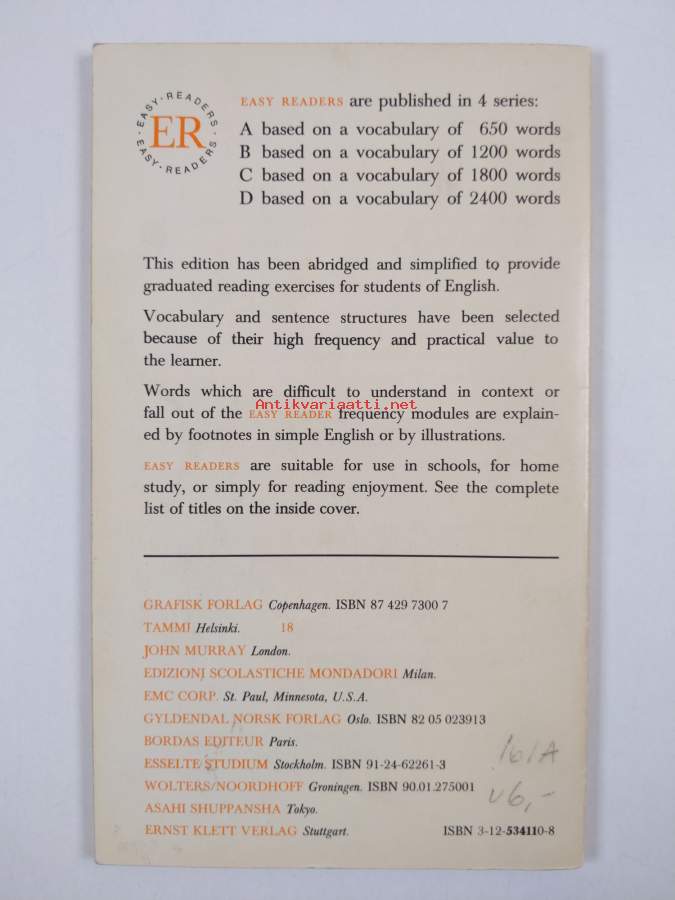 EASY · READERS · EASY · READERS ·
ER
EASY READERS are published in 4 series:
A based on a vocabulary of 650 words
B based on a vocabulary of 1200 words
C based on a vocabulary of 1800 words
D based on a vocabulary of 2400 words
This edition has been abridged and simplified to provide
graduated reading exercises for students of English.
Vocabulary and sentence structures have been selected
because of their high frequency and practical value to
the learner.
Words which are difficult to understand in context or
Antikvariaatti.net
fall out of the EASY READER frequency modules are explain-
ed by footnotes in simple English or by illustrations.
EASY READERS are suitable for use in schools, for home
study, or simply for reading enjoyment. See the complete
list of titles on the inside cover.
GRAFISK FORLAG Copenhagen. ISBN 87 429 7300 7
TAMMI Helsinki. 18
JOHN MURRAY London.
EDIZIONI SCOLASTICHE MONDADORI Milan.
EMC CORP. St. Paul, Minnesota, U.S.A.
GYLDENDAL NORSK FORLAG Oslo. ISBN 82 05 023913
BORDAS EDITEUR Paris.
ESSELTE STUDIUM Stockholm. ISBN 91-24-62261-3
161A
WOLTERS/NOORDHOFF Groningen. ISBN 90.01.275001
ASAHI SHUPPANSHA Tokyo.
ERNST KLETT VERLAG Stuttgart. ISBN 3-12-534110-8